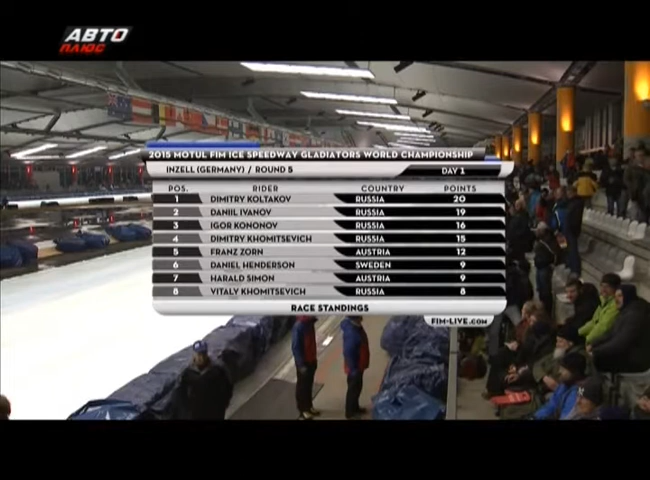 АВТО
ПЛЮС
2015 MOTUL FIM ICE SPEEDWAY GLADIATORS WORLD CHAMPIONSHIP
INZELL (GERMANY) / ROUND 5 DAY 1
POS. RIDER COUNTRY POINTS
1 DIMITRY KOLTAKOV RUSSIA 20
2 DANIIL IVANOV RUSSIA 19
3 IGOR KONONOV RUSSIA 16
4 DIMITRY KHOMITSEVICH RUSSIA 15
5 FRANZ ZORN AUSTRIA 12
6 DANIEL HENDERSON SWEDEN 9
7 HARALD SIMON AUSTRIA 9
8 VITALY KHOMITSEVICH RUSSIA 8
RACE STANDINGS
FIM-LIVE.COM